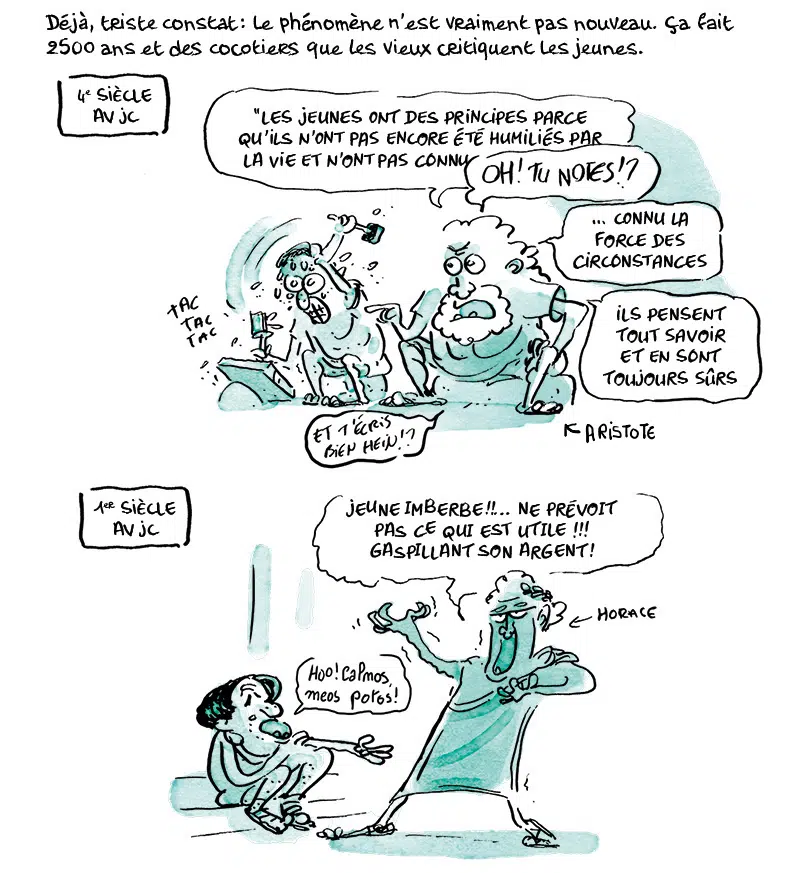 Déjà, triste constat : Le phénomène n'est vraiment pas nouveau. Ça fait
2500 ans et des cocotiers que les vieux critiquent les jeunes.
4e SIÈCLE
AV JC
"LES JEUNES ONT DES PRINCIPES PARCE
QU'ILS N'ONT PAS ENCORE ÉTÉ HUMILIÉS PAR
LA VIE ET N'ONT PAS CONNU
OH! TU NOTES!?
... CONNU LA
FORCE DES
CIRCONSTANCES
TAC
TAC
TAC
iLS PENSENT
TOUT SAVOIR
ET EN SONT
TOUJOURS SÛRS
ET T'ÉCRIS
BIEN HEIN!?
ARISTOTE
1er SIÈCLE
AV JC
JEUNE IMBERBE!!... NE PRÉVOIT
PAS CE QUI EST UTILE !!!
GASPILLANT SON ARGENT!
HORACE
Hoo! Calmos,
meos potos!